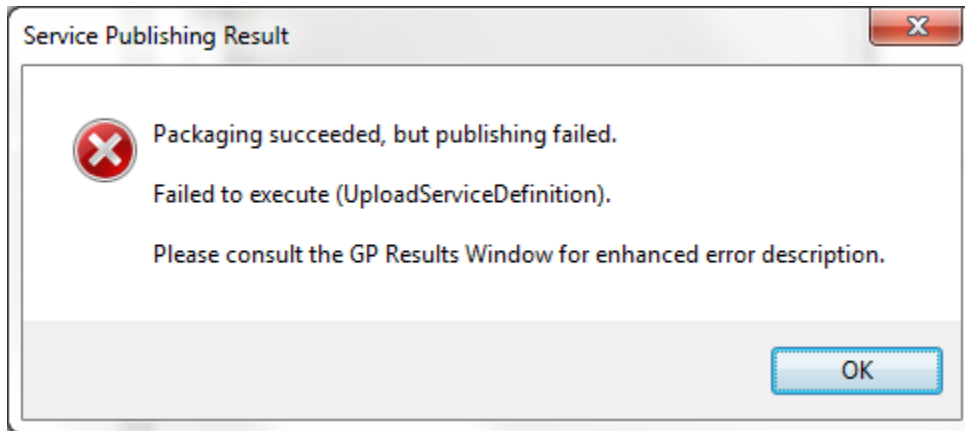 Service Publishing Result
Packaging succeeded, but publishing failed.
Failed to execute (UploadServiceDefinition).
Please consult the GP Results Window for enhanced error description.
OK